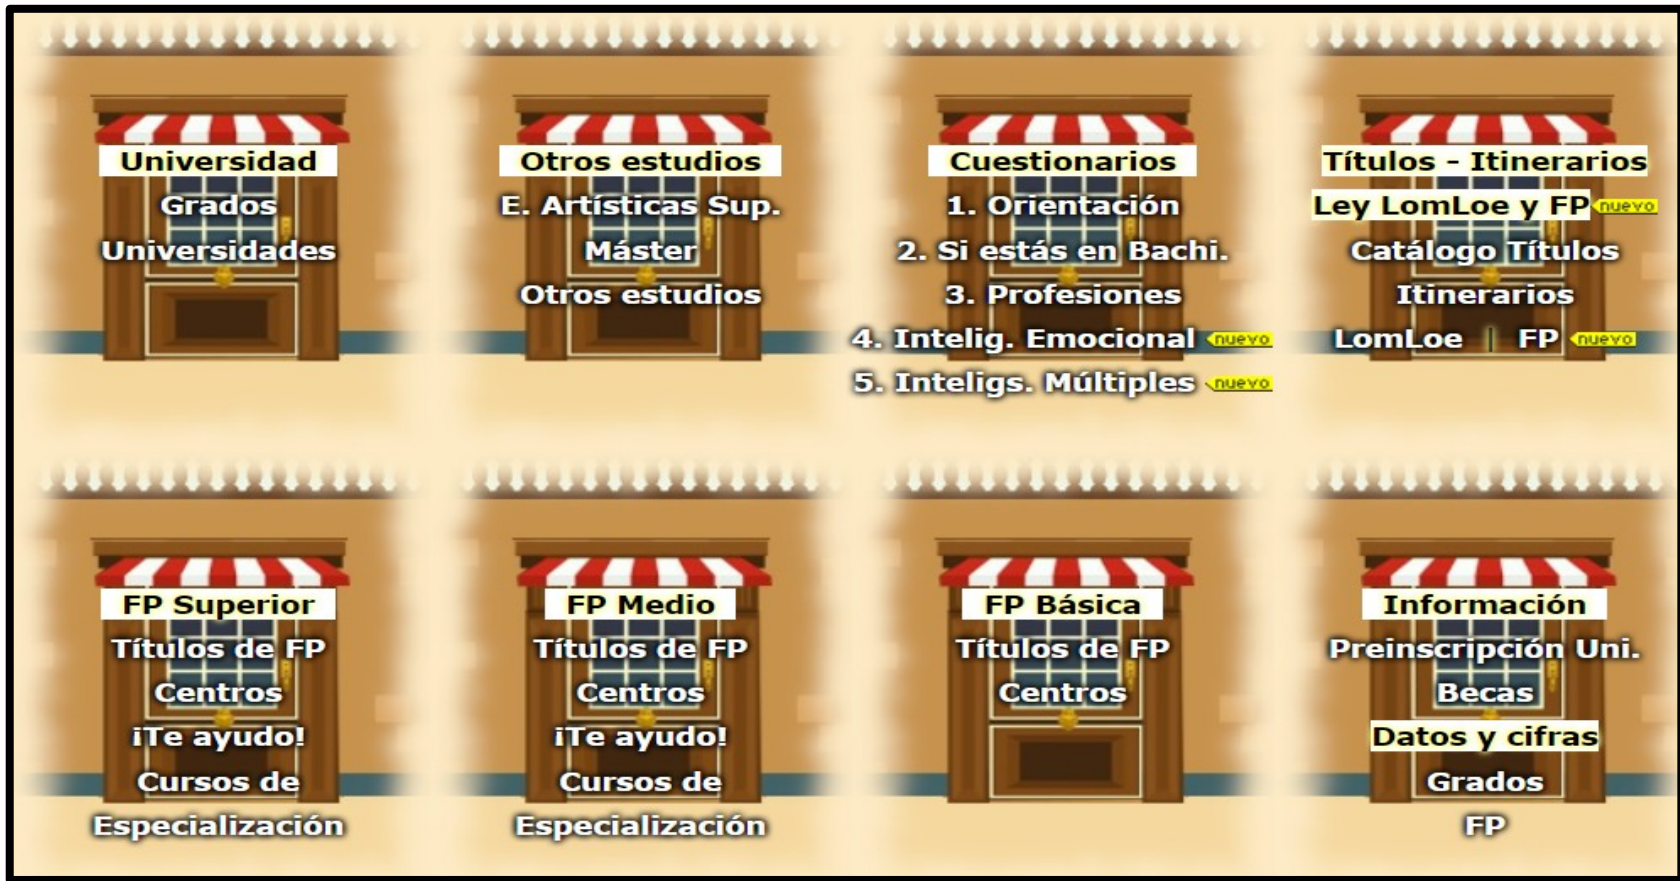 Universidad
Grados
Universidades
Otros estudios
E. Artísticas Sup.
Máster
Otros estudios
Cuestionarios
1. Orientación
2. Si estás en Bachi.
3. Profesiones
4. Intelig. Emocional nuevo
5. Inteligs. Múltiples nuevo
Títulos - Itinerarios
Ley LomLoe y FP nuevo
Catálogo Títulos
Itinerarios
LomLoe | FP nuevo
FP Superior
Títulos de FP
Centros
¡Te ayudo!
Cursos de
Especialización
FP Medio
Títulos de FP
Centros
¡Te ayudo!
Cursos de
Especialización
FP Básica
Títulos de FP
Centros
Información
Preinscripción Uni.
Becas
Datos y cifras
Grados
FP